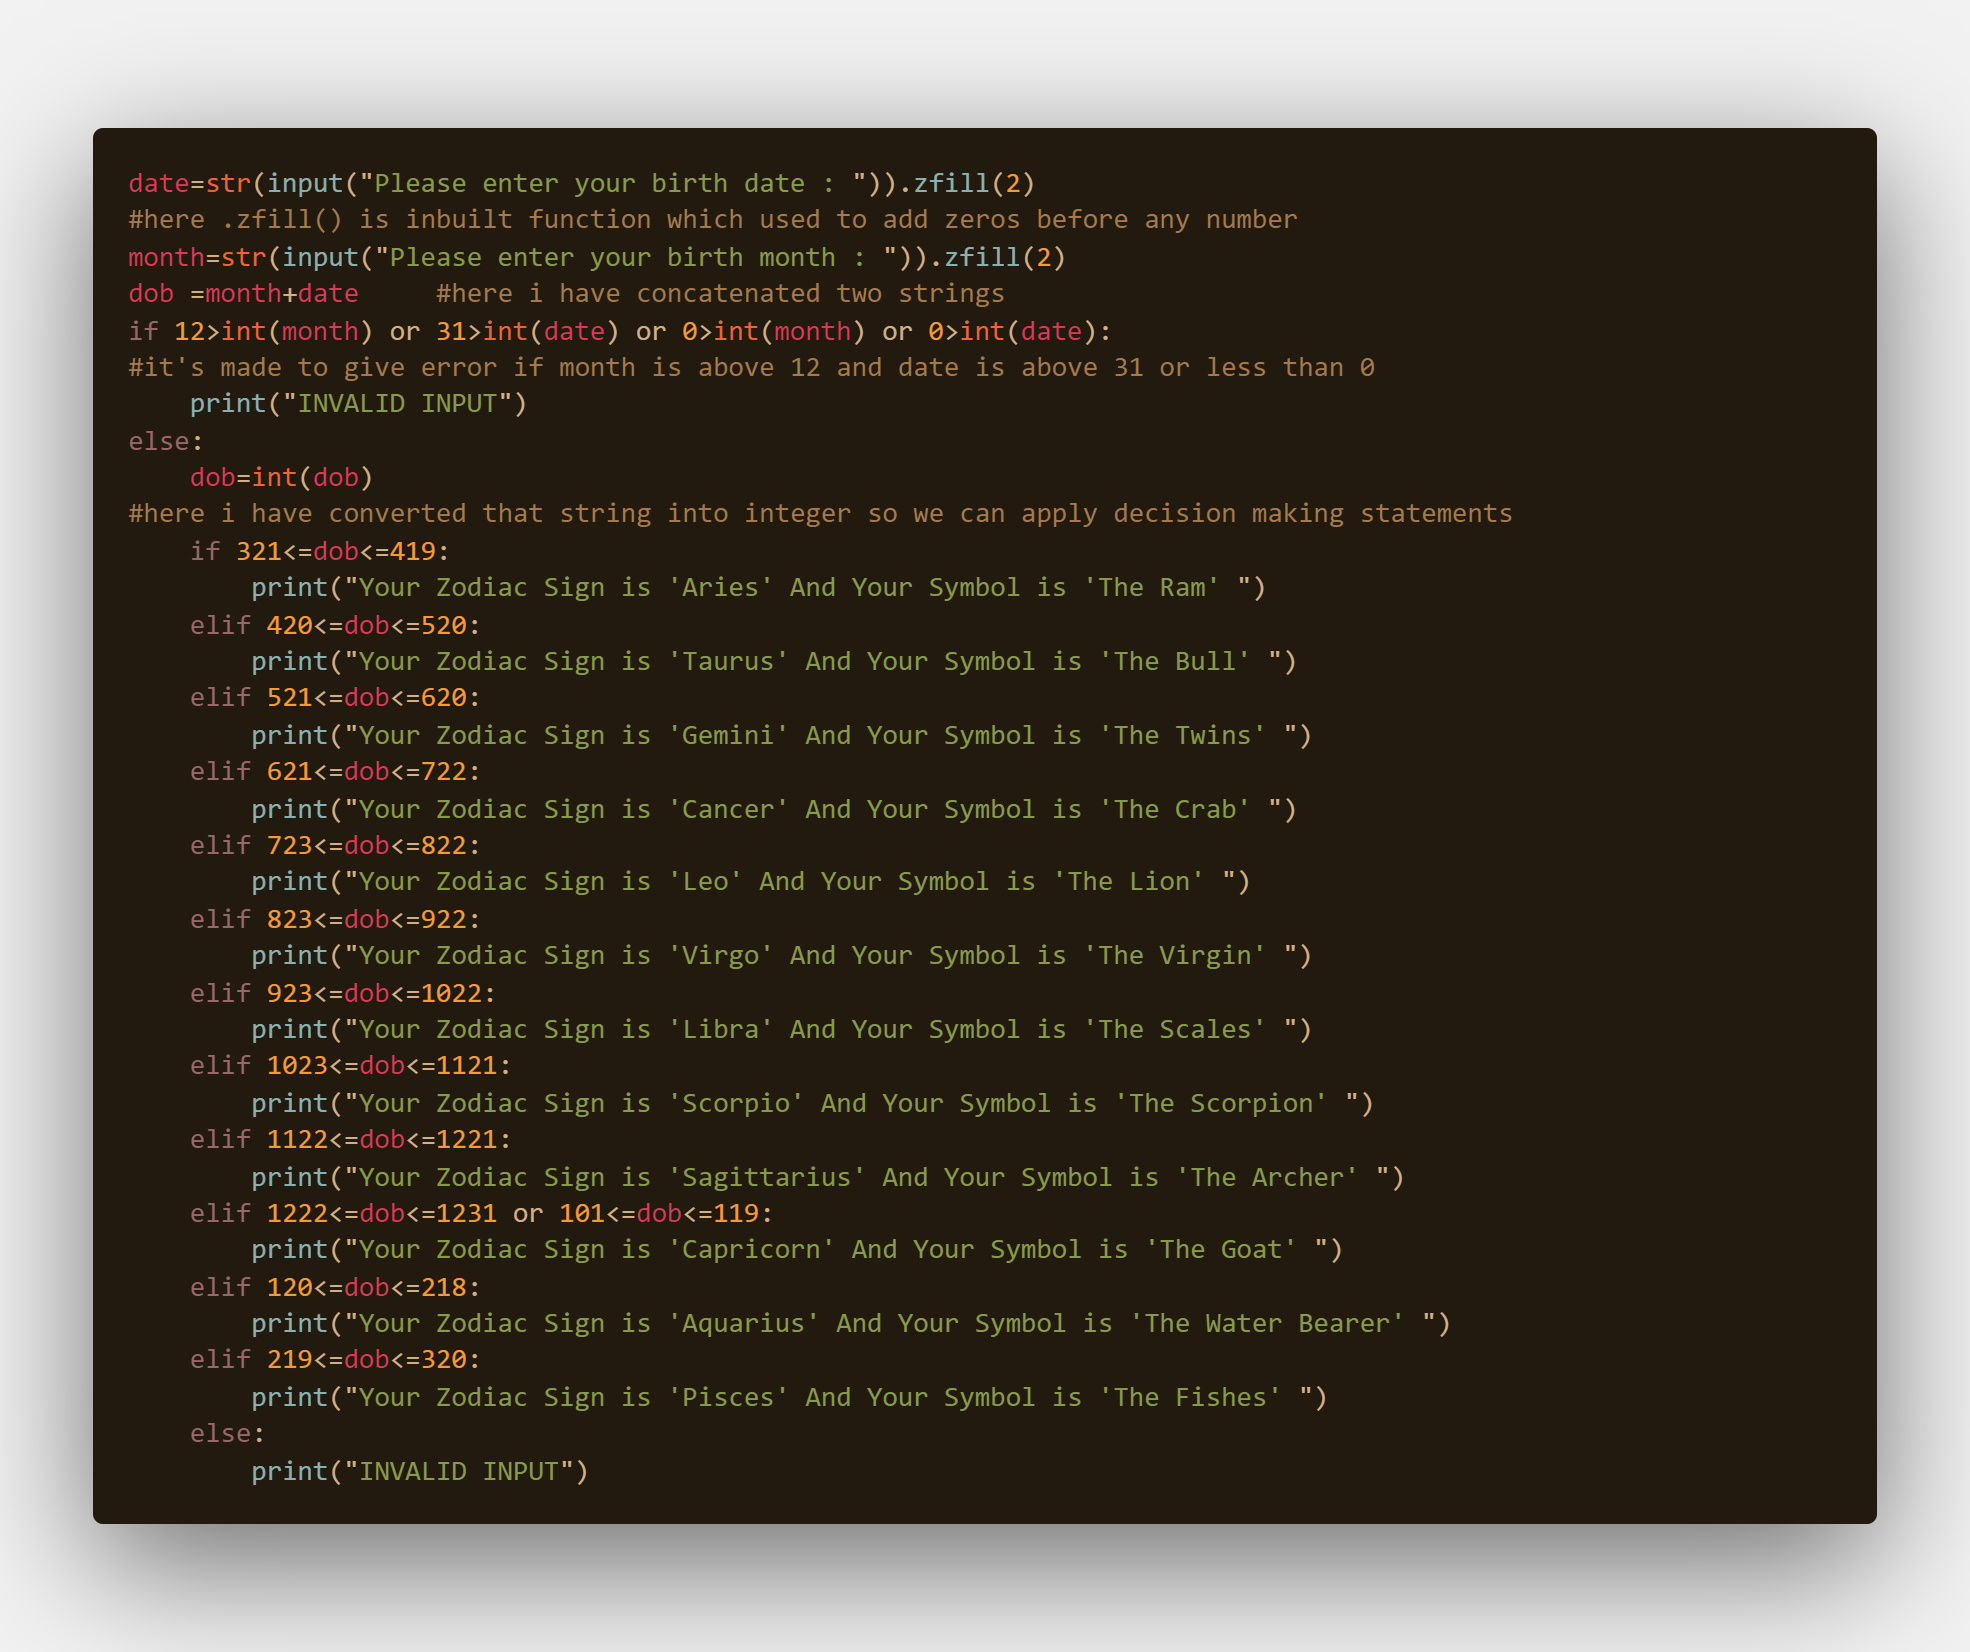 date=str(input("Please enter your birth date : ")).zfill(2)
#here .zfill() is inbuilt function which used to add zeros before any number
month=str(input("Please enter your birth month : ")).zfill(2)
dob =month+date     #here i have concatenated two strings
if 12>int(month) or 31>int(date) or 0>int(month) or 0>int(date):
#it's made to give error if month is above 12 and date is above 31 or less than 0
    print("INVALID INPUT")
else:
    dob=int(dob)
#here i have converted that string into integer so we can apply decision making statements
    if 321<=dob<=419:
        print("Your Zodiac Sign is 'Aries' And Your Symbol is 'The Ram' ")
    elif 420<=dob<=520:
        print("Your Zodiac Sign is 'Taurus' And Your Symbol is 'The Bull' ")
    elif 521<=dob<=620:
        print("Your Zodiac Sign is 'Gemini' And Your Symbol is 'The Twins' ")
    elif 621<=dob<=722:
        print("Your Zodiac Sign is 'Cancer' And Your Symbol is 'The Crab' ")
    elif 723<=dob<=822:
        print("Your Zodiac Sign is 'Leo' And Your Symbol is 'The Lion' ")
    elif 823<=dob<=922:
        print("Your Zodiac Sign is 'Virgo' And Your Symbol is 'The Virgin' ")
    elif 923<=dob<=1022:
        print("Your Zodiac Sign is 'Libra' And Your Symbol is 'The Scales' ")
    elif 1023<=dob<=1121:
        print("Your Zodiac Sign is 'Scorpio' And Your Symbol is 'The Scorpion' ")
    elif 1122<=dob<=1221:
        print("Your Zodiac Sign is 'Sagittarius' And Your Symbol is 'The Archer' ")
    elif 1222<=dob<=1231 or 101<=dob<=119:
        print("Your Zodiac Sign is 'Capricorn' And Your Symbol is 'The Goat' ")
    elif 120<=dob<=218:
        print("Your Zodiac Sign is 'Aquarius' And Your Symbol is 'The Water Bearer' ")
    elif 219<=dob<=320:
        print("Your Zodiac Sign is 'Pisces' And Your Symbol is 'The Fishes' ")
    else:
        print("INVALID INPUT")